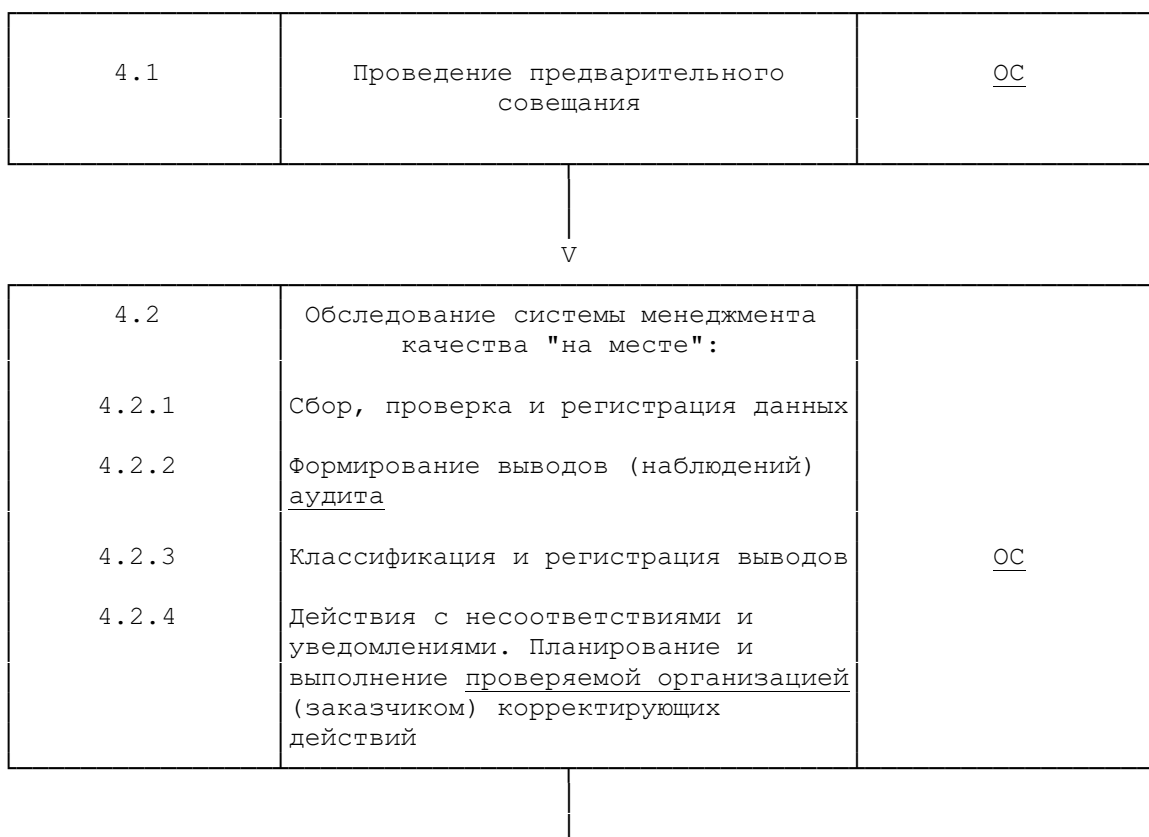 4.1 Проведение предварительного ОС
совещания
V
4.2 Обследование системы менеджмента
качества "на месте":
4.2.1 Сбор, проверка и регистрация данных
4.2.2 Формирование выводов (наблюдений)
аудита
4.2.3 Классификация и регистрация выводов ОС
4.2.4 Действия с несоответствиями и
уведомлениями. Планирование и
выполнение проверяемой организацией
(заказчиком) корректирующих
действий